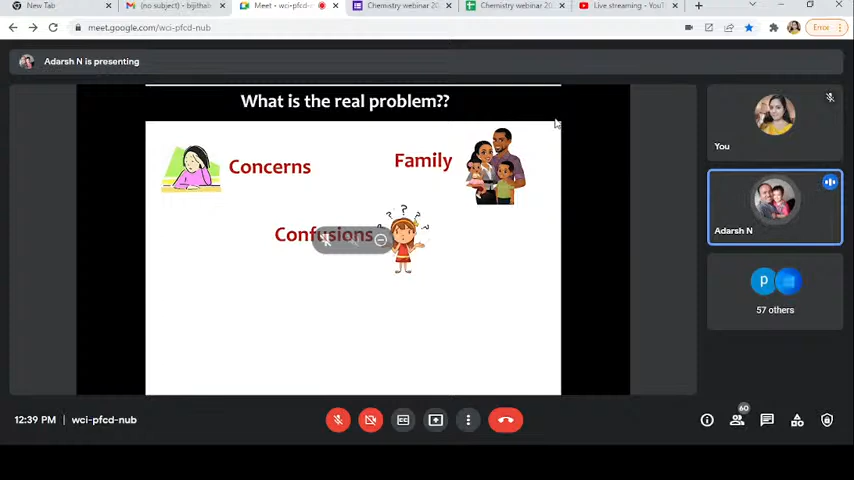 New Tab
(no subject) - bijitha
Meet - wci-pfcd-n
Chemistry webinar 20
Chemistry webinar 20
Live streaming - YouT
meet.google.com/wci-pfcd-nub
Error
Adarsh N is presenting
What is the real problem??
Concerns
Family
Confusions
You
Adarsh N
P
57 others
12:39 PM | wci-pfcd-nub
60